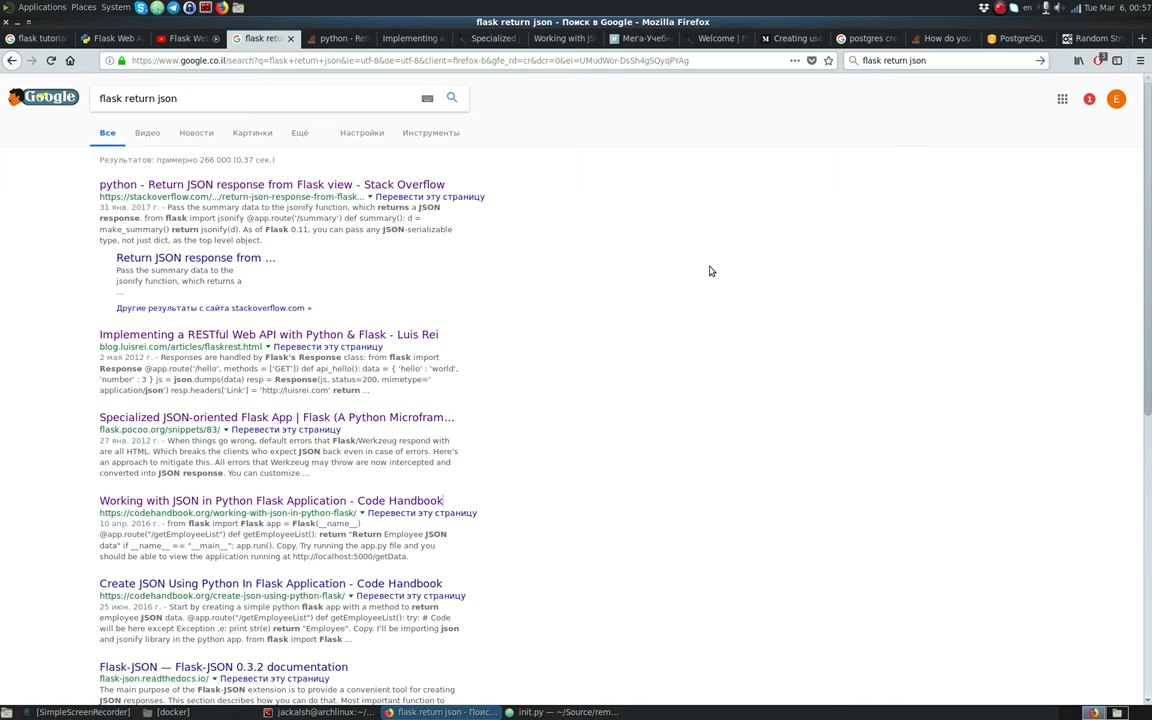 Applications Places System
en
Tue Mar 6, 00:57
flask return json - Поиск в Google - Mozilla Firefox
flask tutorial
Flask Web A
Flask Web
flask retu
python - Ret
Implementing a
Specialized
Working with JS
Мега-Учебн
Welcome |
Creating use
postgres cre
How do you
PostgreSQL:
Random Stri
https://www.google.co.il/search?q=flask+return+json&ie=utf-8&oe=utf-8&client=firefox-b&gfe_rd=cr&dcr=0&ei=UMudWor-DsSh4gSQyqPYAg
flask return json
3
Google
flask return json
1
E
Все
Видео
Новости
Картинки
Ещё
Настройки
Инструменты
Результатов: примерно 266 000 (0,37 сек.)
python - Return JSON response from Flask view - Stack Overflow
https://stackoverflow.com/.../return-json-response-from-flask... Перевести эту страницу
31 янв. 2017 г. - Pass the summary data to the jsonify function, which returns a JSON
response. from flask import jsonify @app.route('/summary') def summary(): d =
make_summary() return jsonify(d). As of Flask 0.11, you can pass any JSON-serializable
type, not just dict, as the top level object.
Return JSON response from ...
Pass the summary data to the
jsonify function, which returns a
...
Другие результаты с сайта stackoverflow.com »
Implementing a RESTful Web API with Python & Flask - Luis Rei
blog.luisrei.com/articles/flaskrest.html Перевести эту страницу
2 мая 2012 г. - Responses are handled by Flask's Response class: from flask import
Response @app.route('/hello', methods = ['GET']) def api_hello(): data = { 'hello' : 'world',
'number' : 3 } js = json.dumps(data) resp = Response(js, status=200, mimetype='
application/json') resp.headers['Link'] = 'http://luisrei.com' return ...
Specialized JSON-oriented Flask App | Flask (A Python Microfram...
flask.pocoo.org/snippets/83/ Перевести эту страницу
27 янв. 2012 г. - When things go wrong, default errors that Flask/Werkzeug respond with
are all HTML. Which breaks the clients who expect JSON back even in case of errors. Here's
an approach to mitigate this. All errors that Werkzeug may throw are now intercepted and
converted into JSON response. You can customize ...
Working with JSON in Python Flask Application - Code Handbook
https://codehandbook.org/working-with-json-in-python-flask/ Перевести эту страницу
10 апр. 2016 г. - from flask import Flask app = Flask(__name__)
@app.route("/getEmployeeList") def getEmployeeList(): return "Return Employee JSON
data" if __name__ == "__main__": app.run(). Copy. Try running the app.py file and you
should be able to view the application running at http://localhost:5000/getData.
Create JSON Using Python In Flask Application - Code Handbook
https://codehandbook.org/create-json-using-python-flask/ Перевести эту страницу
25 июн. 2016 г. - Start by creating a simple python flask app with a method to return
employee JSON data. @app.route("/getEmployeeList") def getEmployeeList(): try: # Code
will be here except Exception ,e: print str(e) return "Employee". Copy. I'll be importing json
and jsonify library in the python app. from flask import Flask ...
Flask-JSON — Flask-JSON 0.3.2 documentation
flask-json.readthedocs.io/ Перевести эту страницу
The main purpose of the Flask-JSON extension is to provide a convenient tool for creating
JSON responses. This section describes how you can do that. Most important function to
[SimpleScreenRecorder]
[docker]
jackalsh@archlinux:~/...
flask return json - Поис...
init.py — ~/Source/rem...